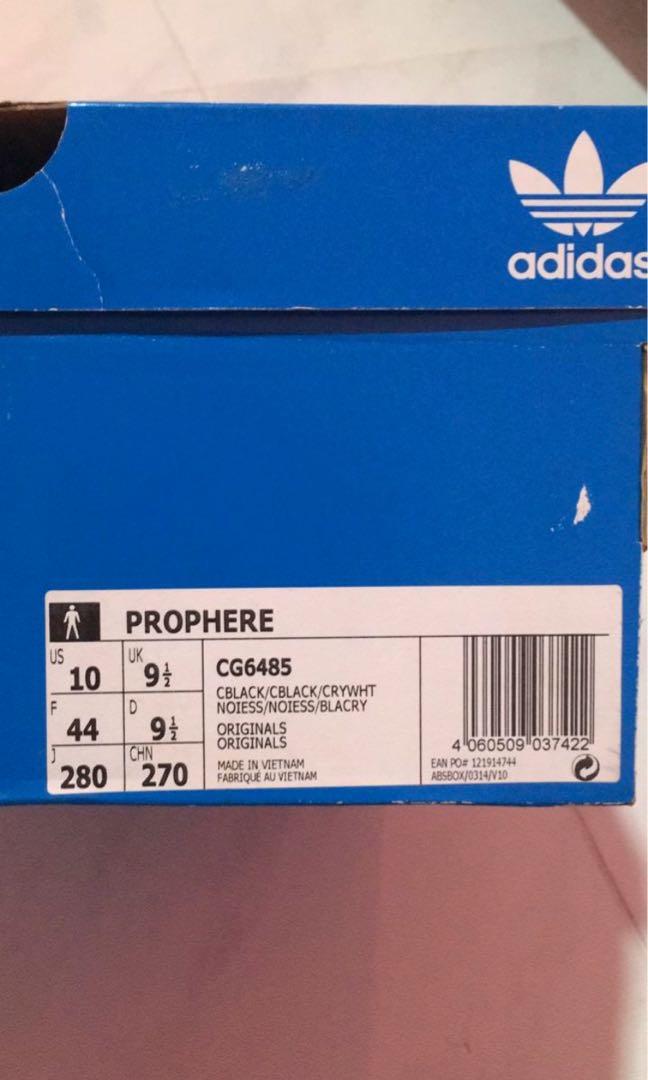 adidas
PROPHERE
US 10
UK 9½
F 44
D 9½
J 280
CHN 270
CG6485
CBLACK/CBLACK/CRYWHT
NOIESS/NOIESS/BLACRY
ORIGINALS
ORIGINALS
MADE IN VIETNAM
FABRIQUÉ AU VIETNAM
4 060509 037422
EAN PO# 121914744
ABSBOX/0314/V10